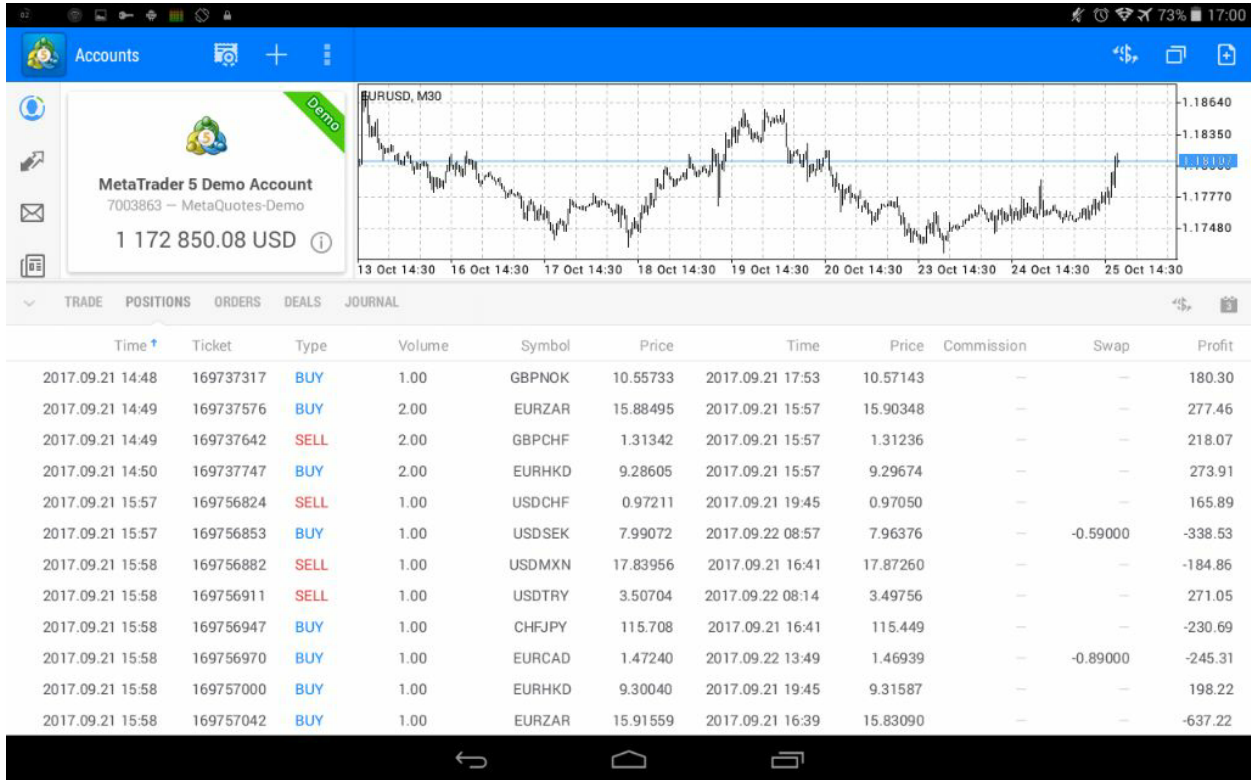 73% 17:00
Accounts
Demo
MetaTrader 5 Demo Account
7003863 — MetaQuotes-Demo
1 172 850.08 USD
EURUSD, M30
1.18640
1.18350
1.17770
1.17480
13 Oct 14:30 16 Oct 14:30 17 Oct 14:30 18 Oct 14:30 19 Oct 14:30 20 Oct 14:30 23 Oct 14:30 24 Oct 14:30 25 Oct 14:30
TRADE POSITIONS ORDERS DEALS JOURNAL
Time Ticket Type Volume Symbol Price Time Price Commission Swap Profit
2017.09.21 14:48 169737317 BUY 1.00 GBPNOK 10.55733 2017.09.21 17:53 10.57143 — — 180.30
2017.09.21 14:49 169737576 BUY 2.00 EURZAR 15.88495 2017.09.21 15:57 15.90348 — — 277.46
2017.09.21 14:49 169737642 SELL 2.00 GBPCHF 1.31342 2017.09.21 15:57 1.31236 — — 218.07
2017.09.21 14:50 169737747 BUY 2.00 EURHKD 9.28605 2017.09.21 15:57 9.29674 — — 273.91
2017.09.21 15:57 169756824 SELL 1.00 USDCHF 0.97211 2017.09.21 19:45 0.97050 — — 165.89
2017.09.21 15:57 169756853 BUY 1.00 USDSEK 7.99072 2017.09.22 08:57 7.96376 — -0.59000 -338.53
2017.09.21 15:58 169756882 SELL 1.00 USDMXN 17.83956 2017.09.21 16:41 17.87260 — — -184.86
2017.09.21 15:58 169756911 SELL 1.00 USDTRY 3.50704 2017.09.22 08:14 3.49756 — — 271.05
2017.09.21 15:58 169756947 BUY 1.00 CHFJPY 115.708 2017.09.21 16:41 115.449 — — -230.69
2017.09.21 15:58 169756970 BUY 1.00 EURCAD 1.47240 2017.09.22 13:49 1.46939 — -0.89000 -245.31
2017.09.21 15:58 169757000 BUY 1.00 EURHKD 9.30040 2017.09.21 19:45 9.31587 — — 198.22
2017.09.21 15:58 169757042 BUY 1.00 EURZAR 15.91559 2017.09.21 16:39 15.83090 — — -637.22